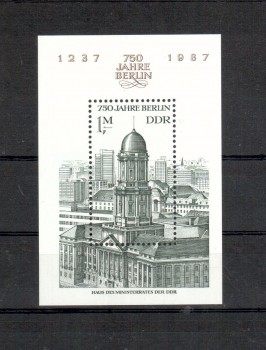 1237 750 1987
JAHRE
BERLIN
750 JAHRE BERLIN
1,M DDR
HAUS DES MINISTERRATES DER DDR